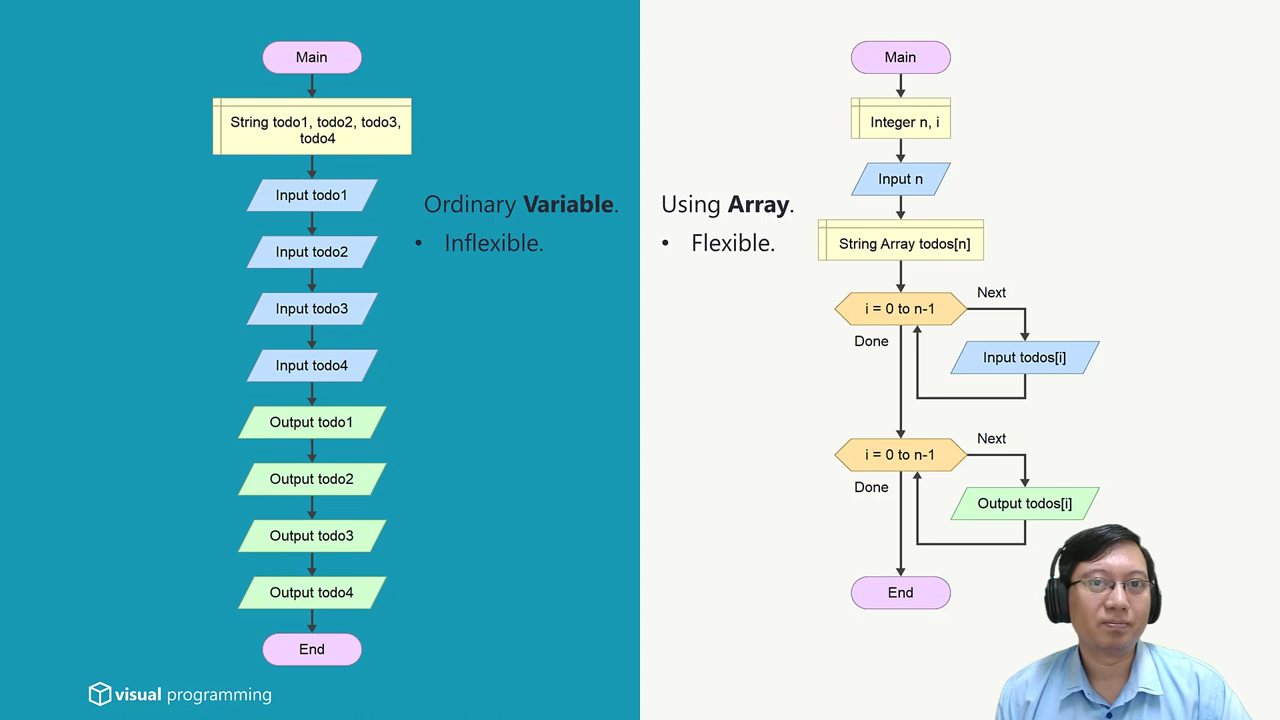 Main
String todo1, todo2, todo3,
todo4
Input todo1
Input todo2
Input todo3
Input todo4
Output todo1
Output todo2
Output todo3
Output todo4
End
Ordinary Variable.
• Inflexible.
visual programming
Using Array.
• Flexible.
Main
Integer n, i
Input n
String Array todos[n]
i = 0 to n-1
Next
Done
Input todos[i]
i = 0 to n-1
Next
Done
Output todos[i]
End